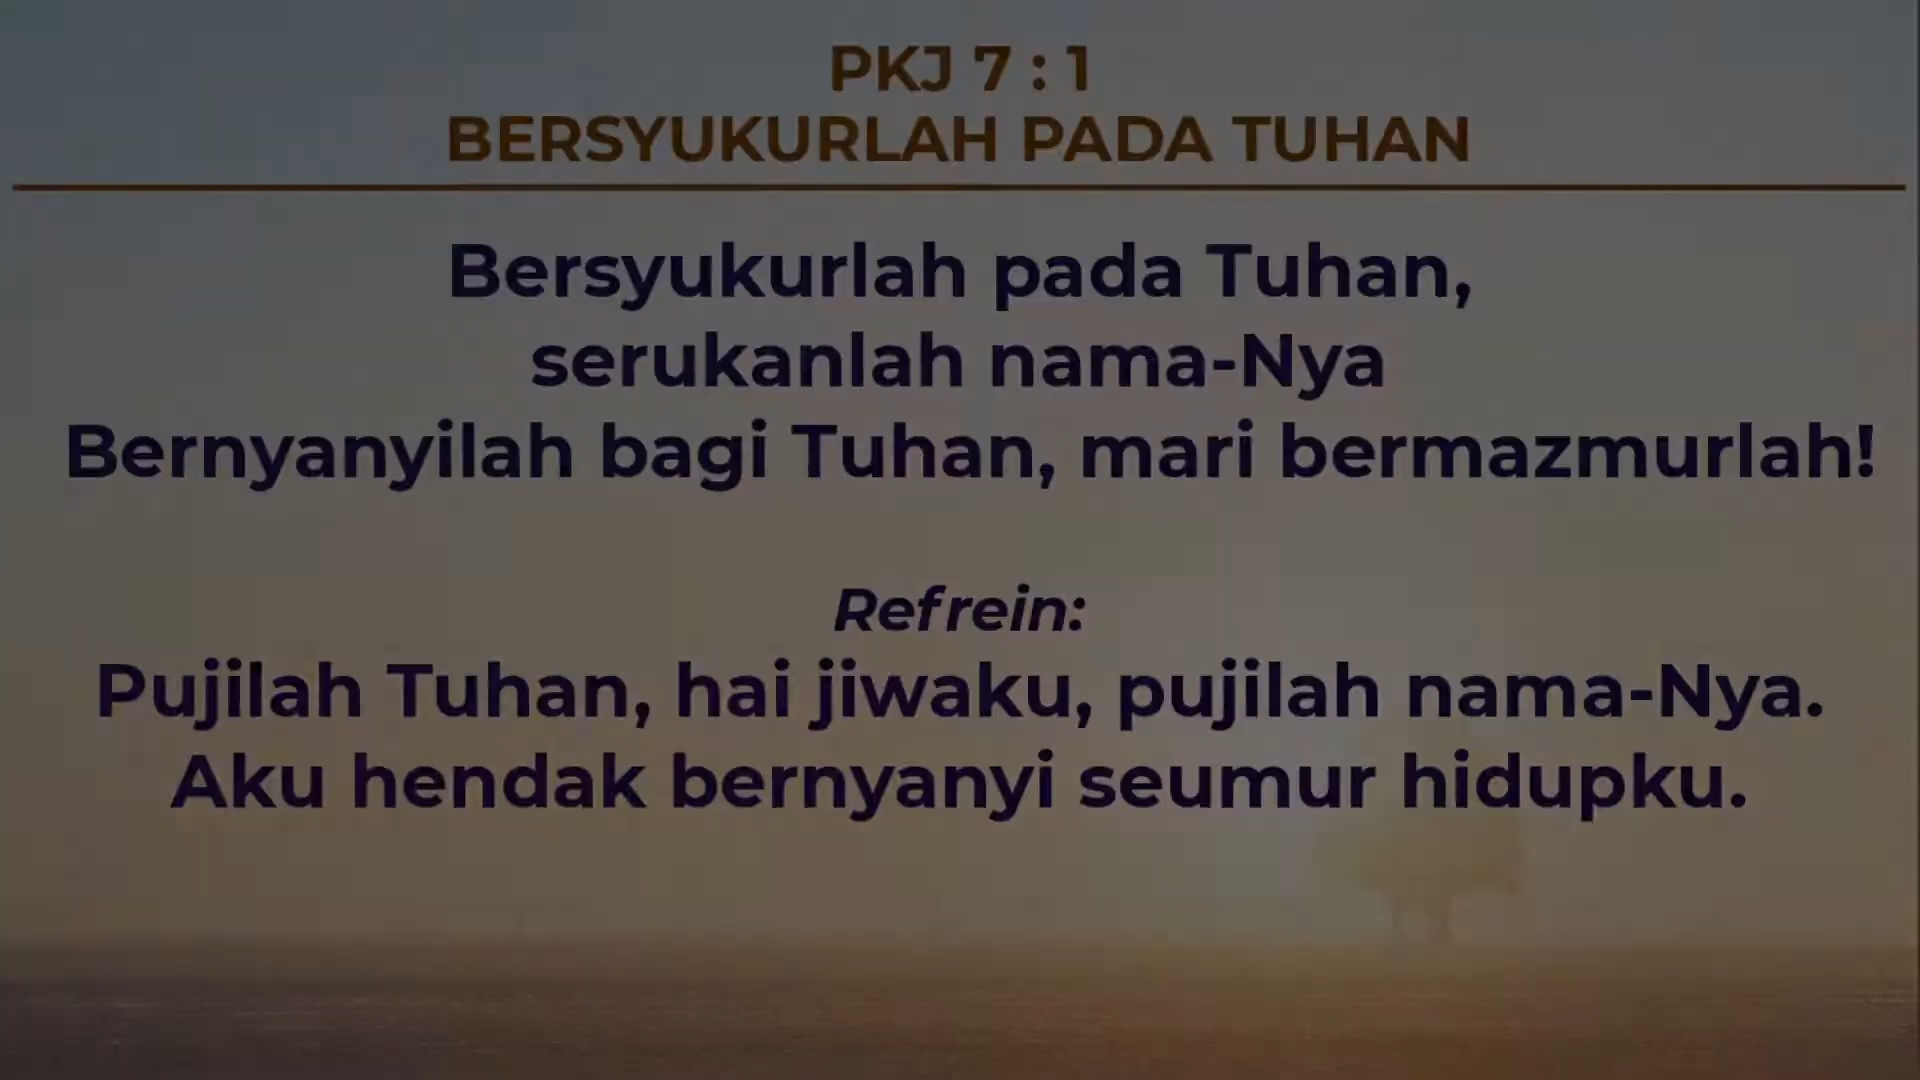 PKJ 7 : 1
BERSYUKURLAH PADA TUHAN
Bersyukurlah pada Tuhan,
serukanlah nama-Nya
Bernyanyilah bagi Tuhan, mari bermazmurlah!
Refrein:
Pujilah Tuhan, hai jiwaku, pujilah nama-Nya.
Aku hendak bernyanyi seumur hidupku.